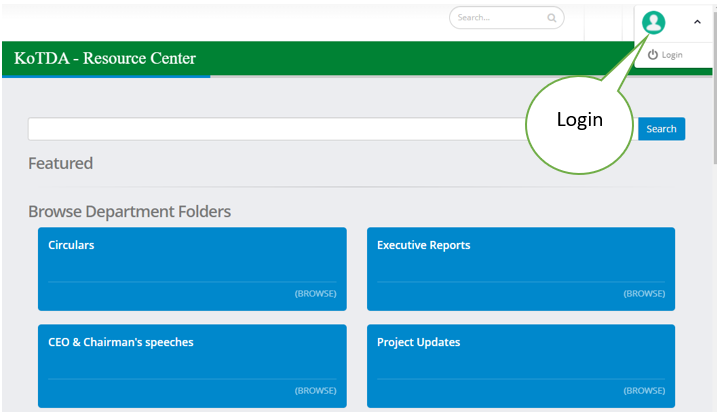 Search...
Login
KoTDA - Resource Center
Login
Search
Featured
Browse Department Folders
Circulars
Executive Reports
(BROWSE)
(BROWSE)
CEO & Chairman's speeches
Project Updates
(BROWSE)
(BROWSE)